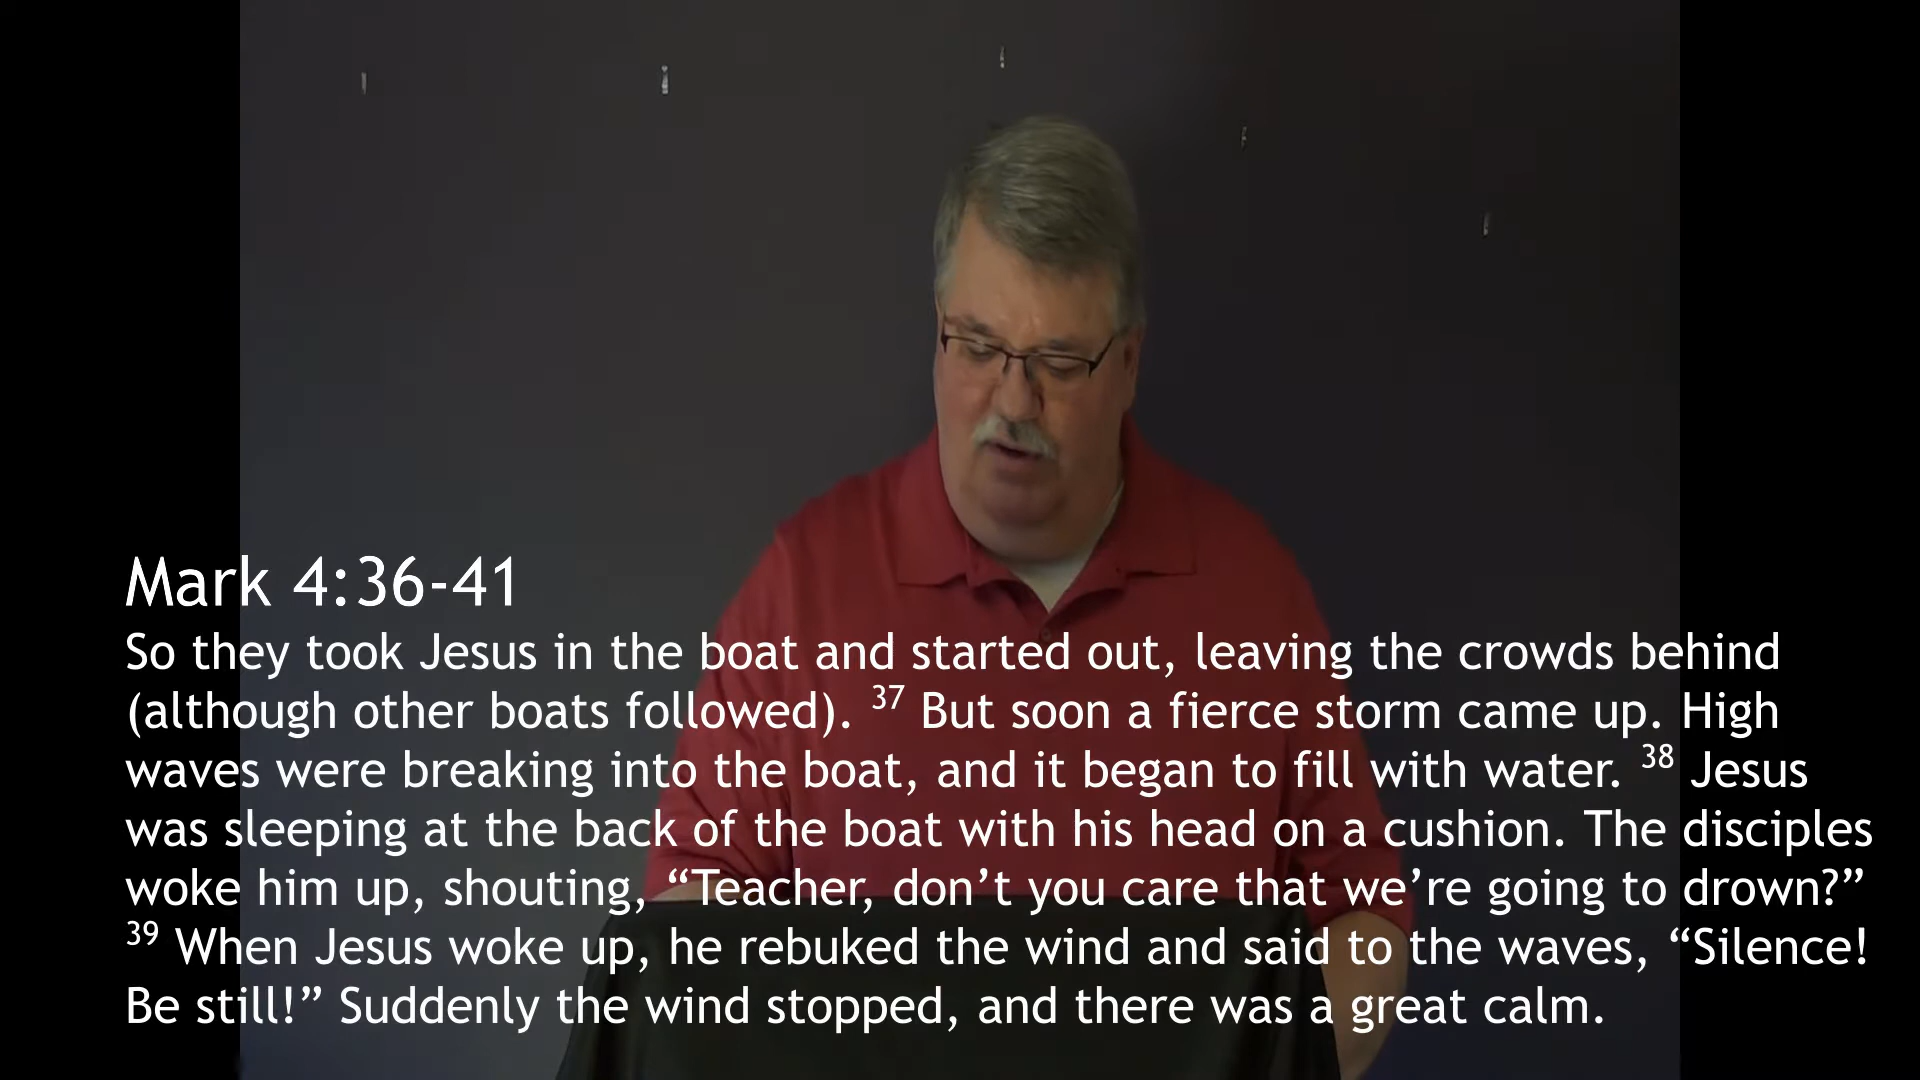 Mark 4:36-41
So they took Jesus in the boat and started out, leaving the crowds behind
(although other boats followed). 37 But soon a fierce storm came up. High
waves were breaking into the boat, and it began to fill with water. 38 Jesus
was sleeping at the back of the boat with his head on a cushion. The disciples
woke him up, shouting, “Teacher, don’t you care that we’re going to drown?”
39 When Jesus woke up, he rebuked the wind and said to the waves, “Silence!
Be still!” Suddenly the wind stopped, and there was a great calm.